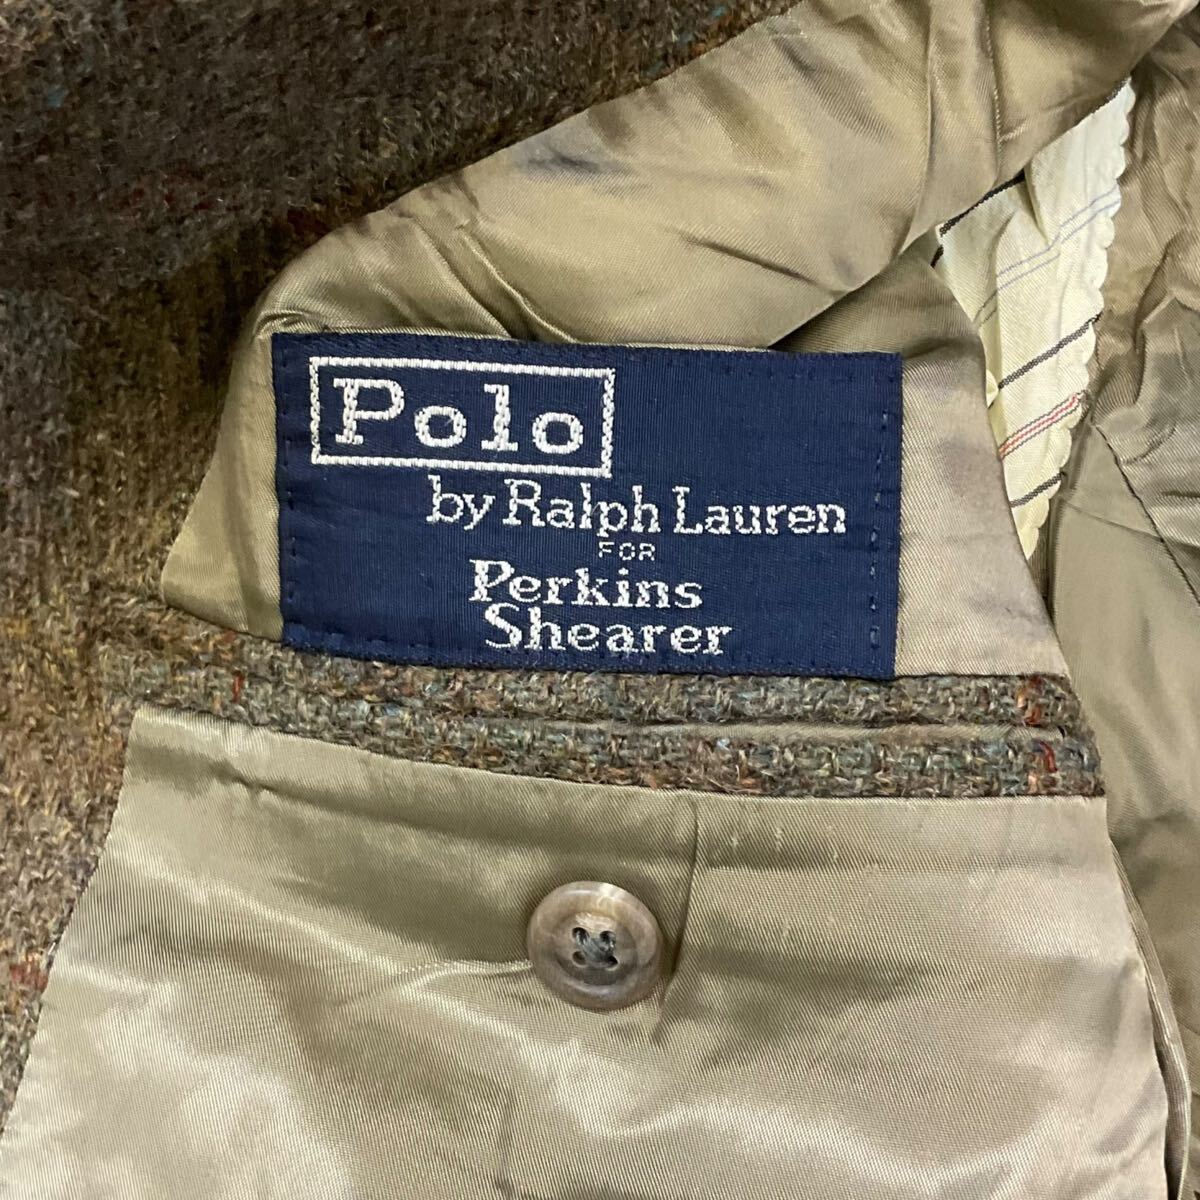 Polo
by Ralph Lauren
FOR
Perkins
Shearer